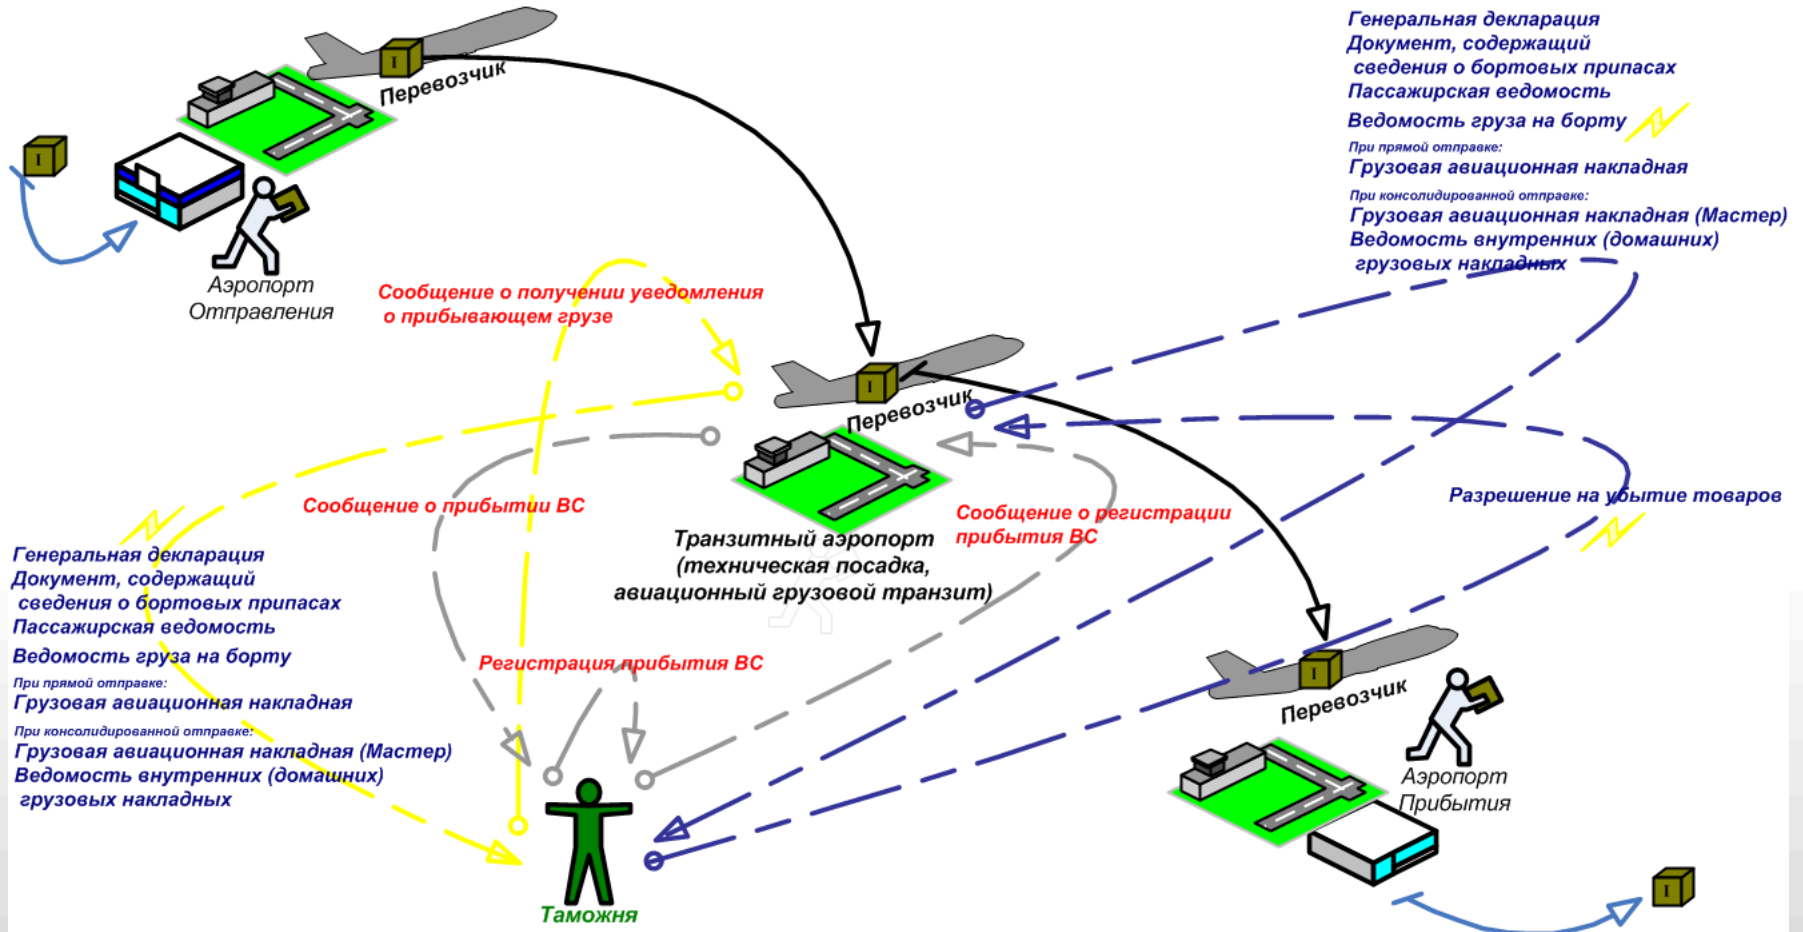 Перевозчик
I
I
Аэропорт
Отправления
Генеральная декларация
Документ, содержащий
сведения о бортовых припасах
Пассажирская ведомость
Ведомость груза на борту
При прямой отправке:
Грузовая авиационная накладная
При консолидированной отправке:
Грузовая авиационная накладная (Мастер)
Ведомость внутренних (домашних)
грузовых накладных
Сообщение о получении уведомления
о прибывающем грузе
I
Перевозчик
Сообщение о прибытии ВС
Транзитный аэропорт
(техническая посадка,
авиационный грузовой транзит)
Сообщение о регистрации
прибытия ВС
Разрешение на убытие товаров
Генеральная декларация
Документ, содержащий
сведения о бортовых припасах
Пассажирская ведомость
Ведомость груза на борту
При прямой отправке:
Грузовая авиационная накладная
При консолидированной отправке:
Грузовая авиационная накладная (Мастер)
Ведомость внутренних (домашних)
грузовых накладных
Регистрация прибытия ВС
Таможня
I
Перевозчик
Аэропорт
Прибытия
I